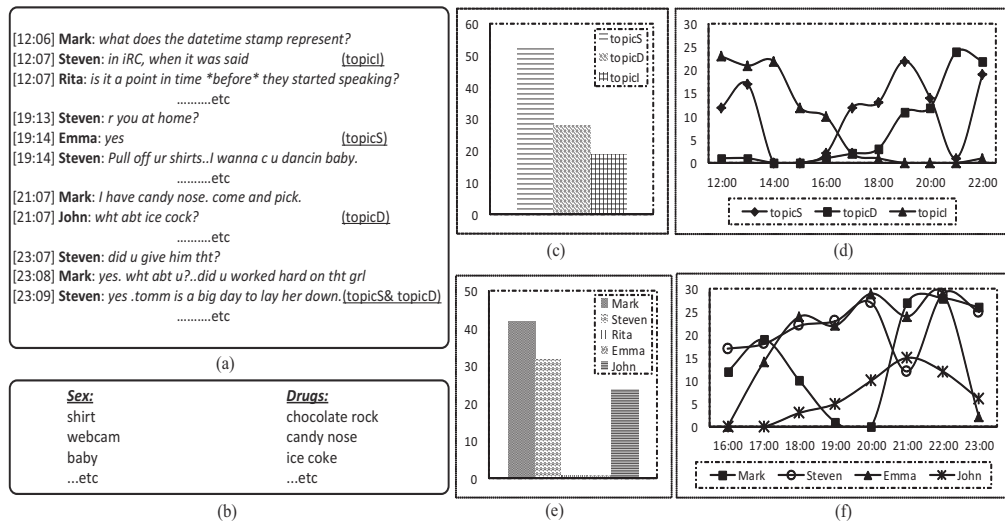 [12:06] Mark: what does the datetime stamp represent?
[12:07] Steven: in iRC, when it was said (topicI)
[12:07] Rita: is it a point in time *before* they started speaking?
..........etc
[19:13] Steven: r you at home?
[19:14] Emma: yes (topicS)
[19:14] Steven: Pull off ur shirts..I wanna c u dancin baby.
..........etc
[21:07] Mark: I have candy nose. come and pick.
[21:07] John: wht abt ice cock? (topicD)
..........etc
[23:07] Steven: did u give him tht?
[23:08] Mark: yes. wht abt u?..did u worked hard on tht grl
[23:09] Steven: yes .tomm is a big day to lay her down.(topicS& topicD)
..........etc
(a)
Sex: Drugs:
shirt chocolate rock
webcam candy nose
baby ice coke
...etc ...etc
(b)
60
50
40
30
20
10
0
topicS
topicD
topicI
(c)
30
25
20
15
10
5
0
12:00 14:00 16:00 18:00 20:00 22:00
topicS topicD topicI
(d)
50
40
30
20
10
0
Mark
Steven
Rita
Emma
John
(e)
30
25
20
15
10
5
0
16:00 17:00 18:00 19:00 20:00 21:00 22:00 23:00
Mark Steven Emma John
(f)